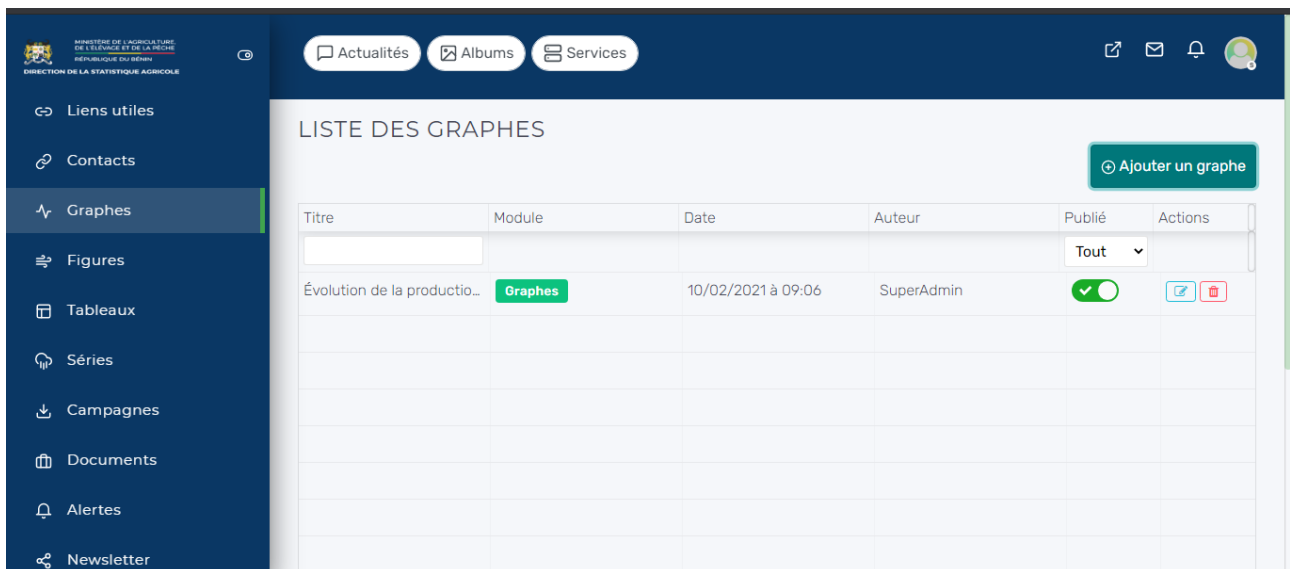 MINISTÈRE DE L'AGRICULTURE,
DE L'ÉLEVAGE ET DE LA PÊCHE
RÉPUBLIQUE DU BÉNIN
DIRECTION DE LA STATISTIQUE AGRICOLE
Actualités Albums Services
Liens utiles
Contacts
Graphes
Figures
Tableaux
Séries
Campagnes
Documents
Alertes
Newsletter
LISTE DES GRAPHES
Ajouter un graphe
Titre Module Date Auteur Publié Actions
Tout
Évolution de la productio... Graphes 10/02/2021 à 09:06 SuperAdmin